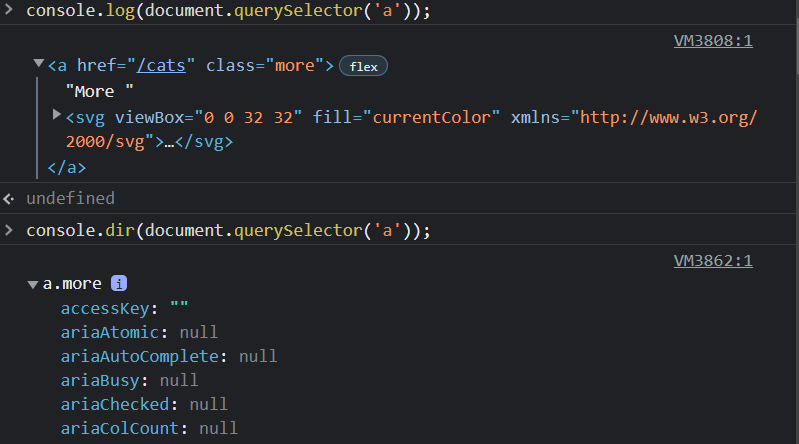 > console.log(document.querySelector('a'));
VM3808:1
▼<a href="/cats" class="more"> flex
"More "
▶<svg viewBox="0 0 32 32" fill="currentColor" xmlns="http://www.w3.org/
2000/svg">…</svg>
</a>
undefined
> console.dir(document.querySelector('a'));
VM3862:1
▼a.more i
accessKey: ""
ariaAtomic: null
ariaAutoComplete: null
ariaBusy: null
ariaChecked: null
ariaColCount: null